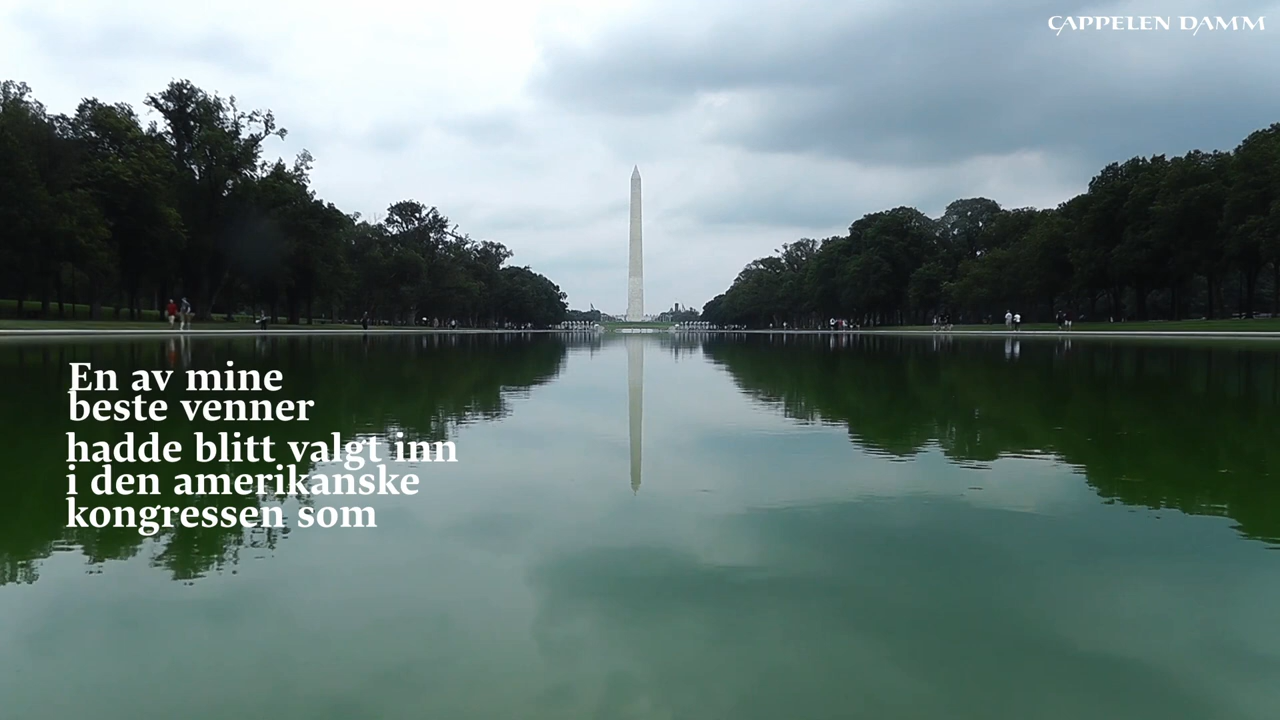 CAPPELEN DAMM
En av mine
beste venner
hadde blitt valgt inn
i den amerikanske
kongressen som